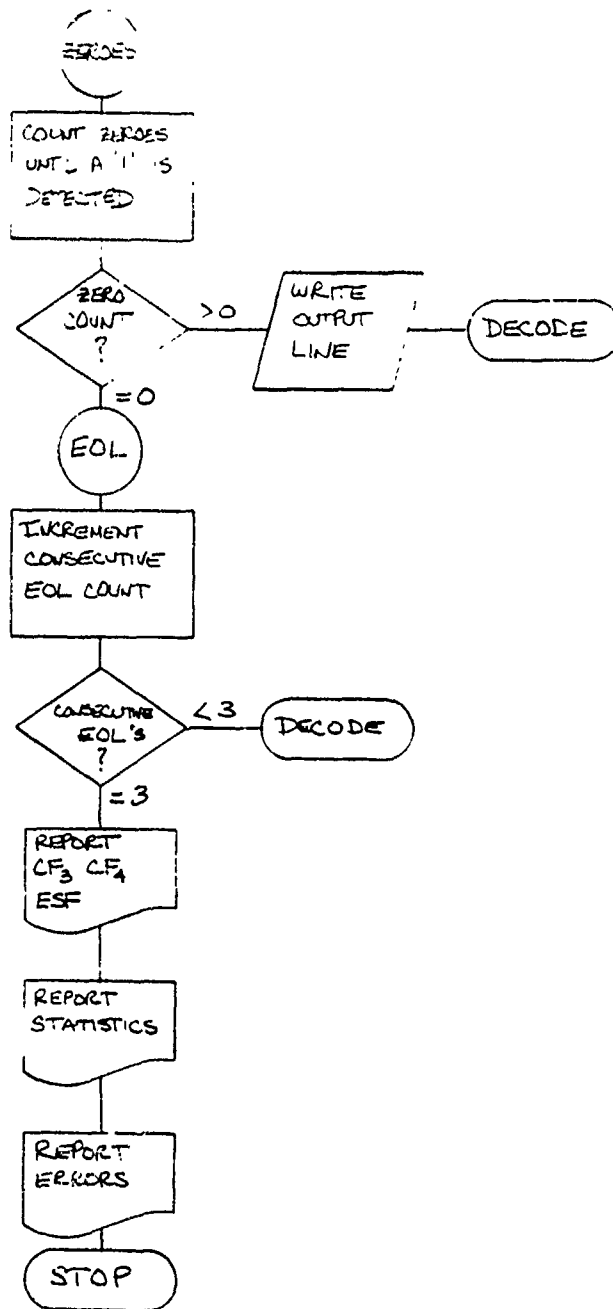 ZEROES
COUNT ZEROES
UNTIL A '1' IS
DETECTED
ZERO
COUNT
?
>0
WRITE
OUTPUT
LINE
DECODE
=0
EOL
INCREMENT
CONSECUTIVE
EOL COUNT
CONSECUTIVE
EOL'S
?
<3
DECODE
=3
REPORT
CF3 CF4
ESF
REPORT
STATISTICS
REPORT
ERRORS
STOP